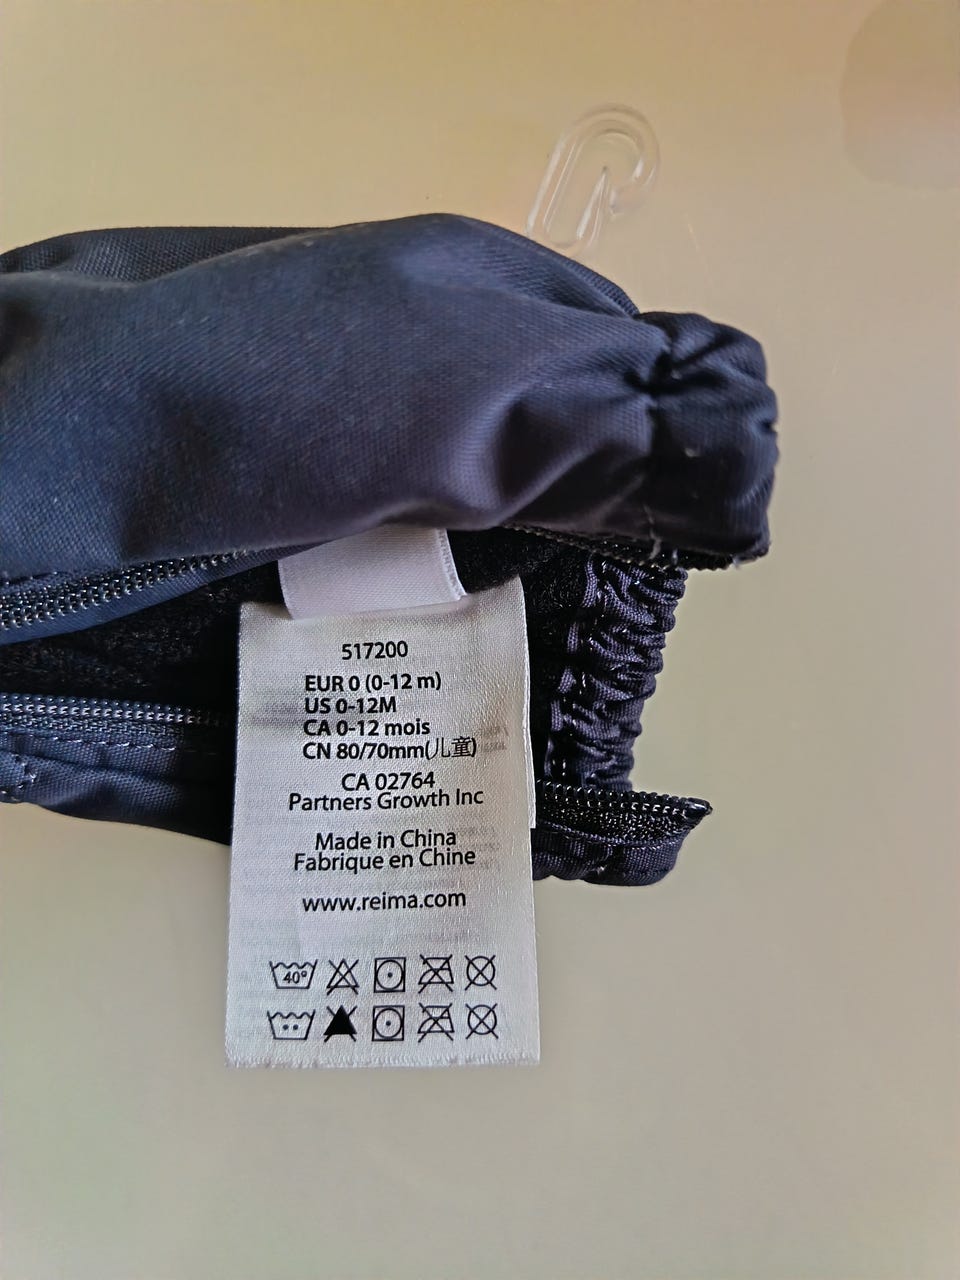 517200
EUR 0 (0-12 m)
US 0-12M
CA 0-12 mois
CN 80/70mm(儿童)
CA 02764
Partners Growth Inc
Made in China
Fabrique en Chine
www.reima.com
40°